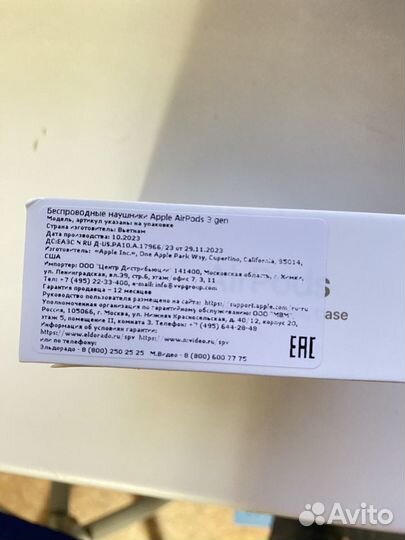 Беспроводные наушники Apple AirPods 3 gen
Модель, артикул указаны на упаковке
Страна изготовитель: Вьетнам
Дата производства: 10.2023
ДС:ЕАЭС N RU Д-US.РА10.А.17966/23 от 29.11.2023
Изготовитель: «Apple Inc.», One Apple Park Way, Cupertino, California, 95014,
США
Импортер: ООО "Центр Дистрибьюции" 141400, Московская область, г. Химки,
ул. Ленинградская, вл.39, стр.6, этаж, офис 7, 3, 11
Тел: +7 (495) 22-33-400, e-mail: info@vvpgroup.com
Гарантия продавца - 12 месяцев
Руководство пользователя размещено на сайте: https: support.apple.com/ru-ru
Уполномоченная организация по гарантийному обслуживанию: ООО "МВМ"
Россия, 105066, г. Москва, ул. Нижняя Красносельская, д. 40/12, корпус 20,
этаж 5, помещение II, комната 3. Телефон: +7 (495) 644-28-48
Информация об условиях гарантии:
https://www.eldorado.ru/spv https://www.mvideo.ru/spv
или по телефону:
Эльдорадо - 8 (800) 250 25 25 М.Видео - 8 (800) 600 77 75
EAC
AirPods
ase
Avito